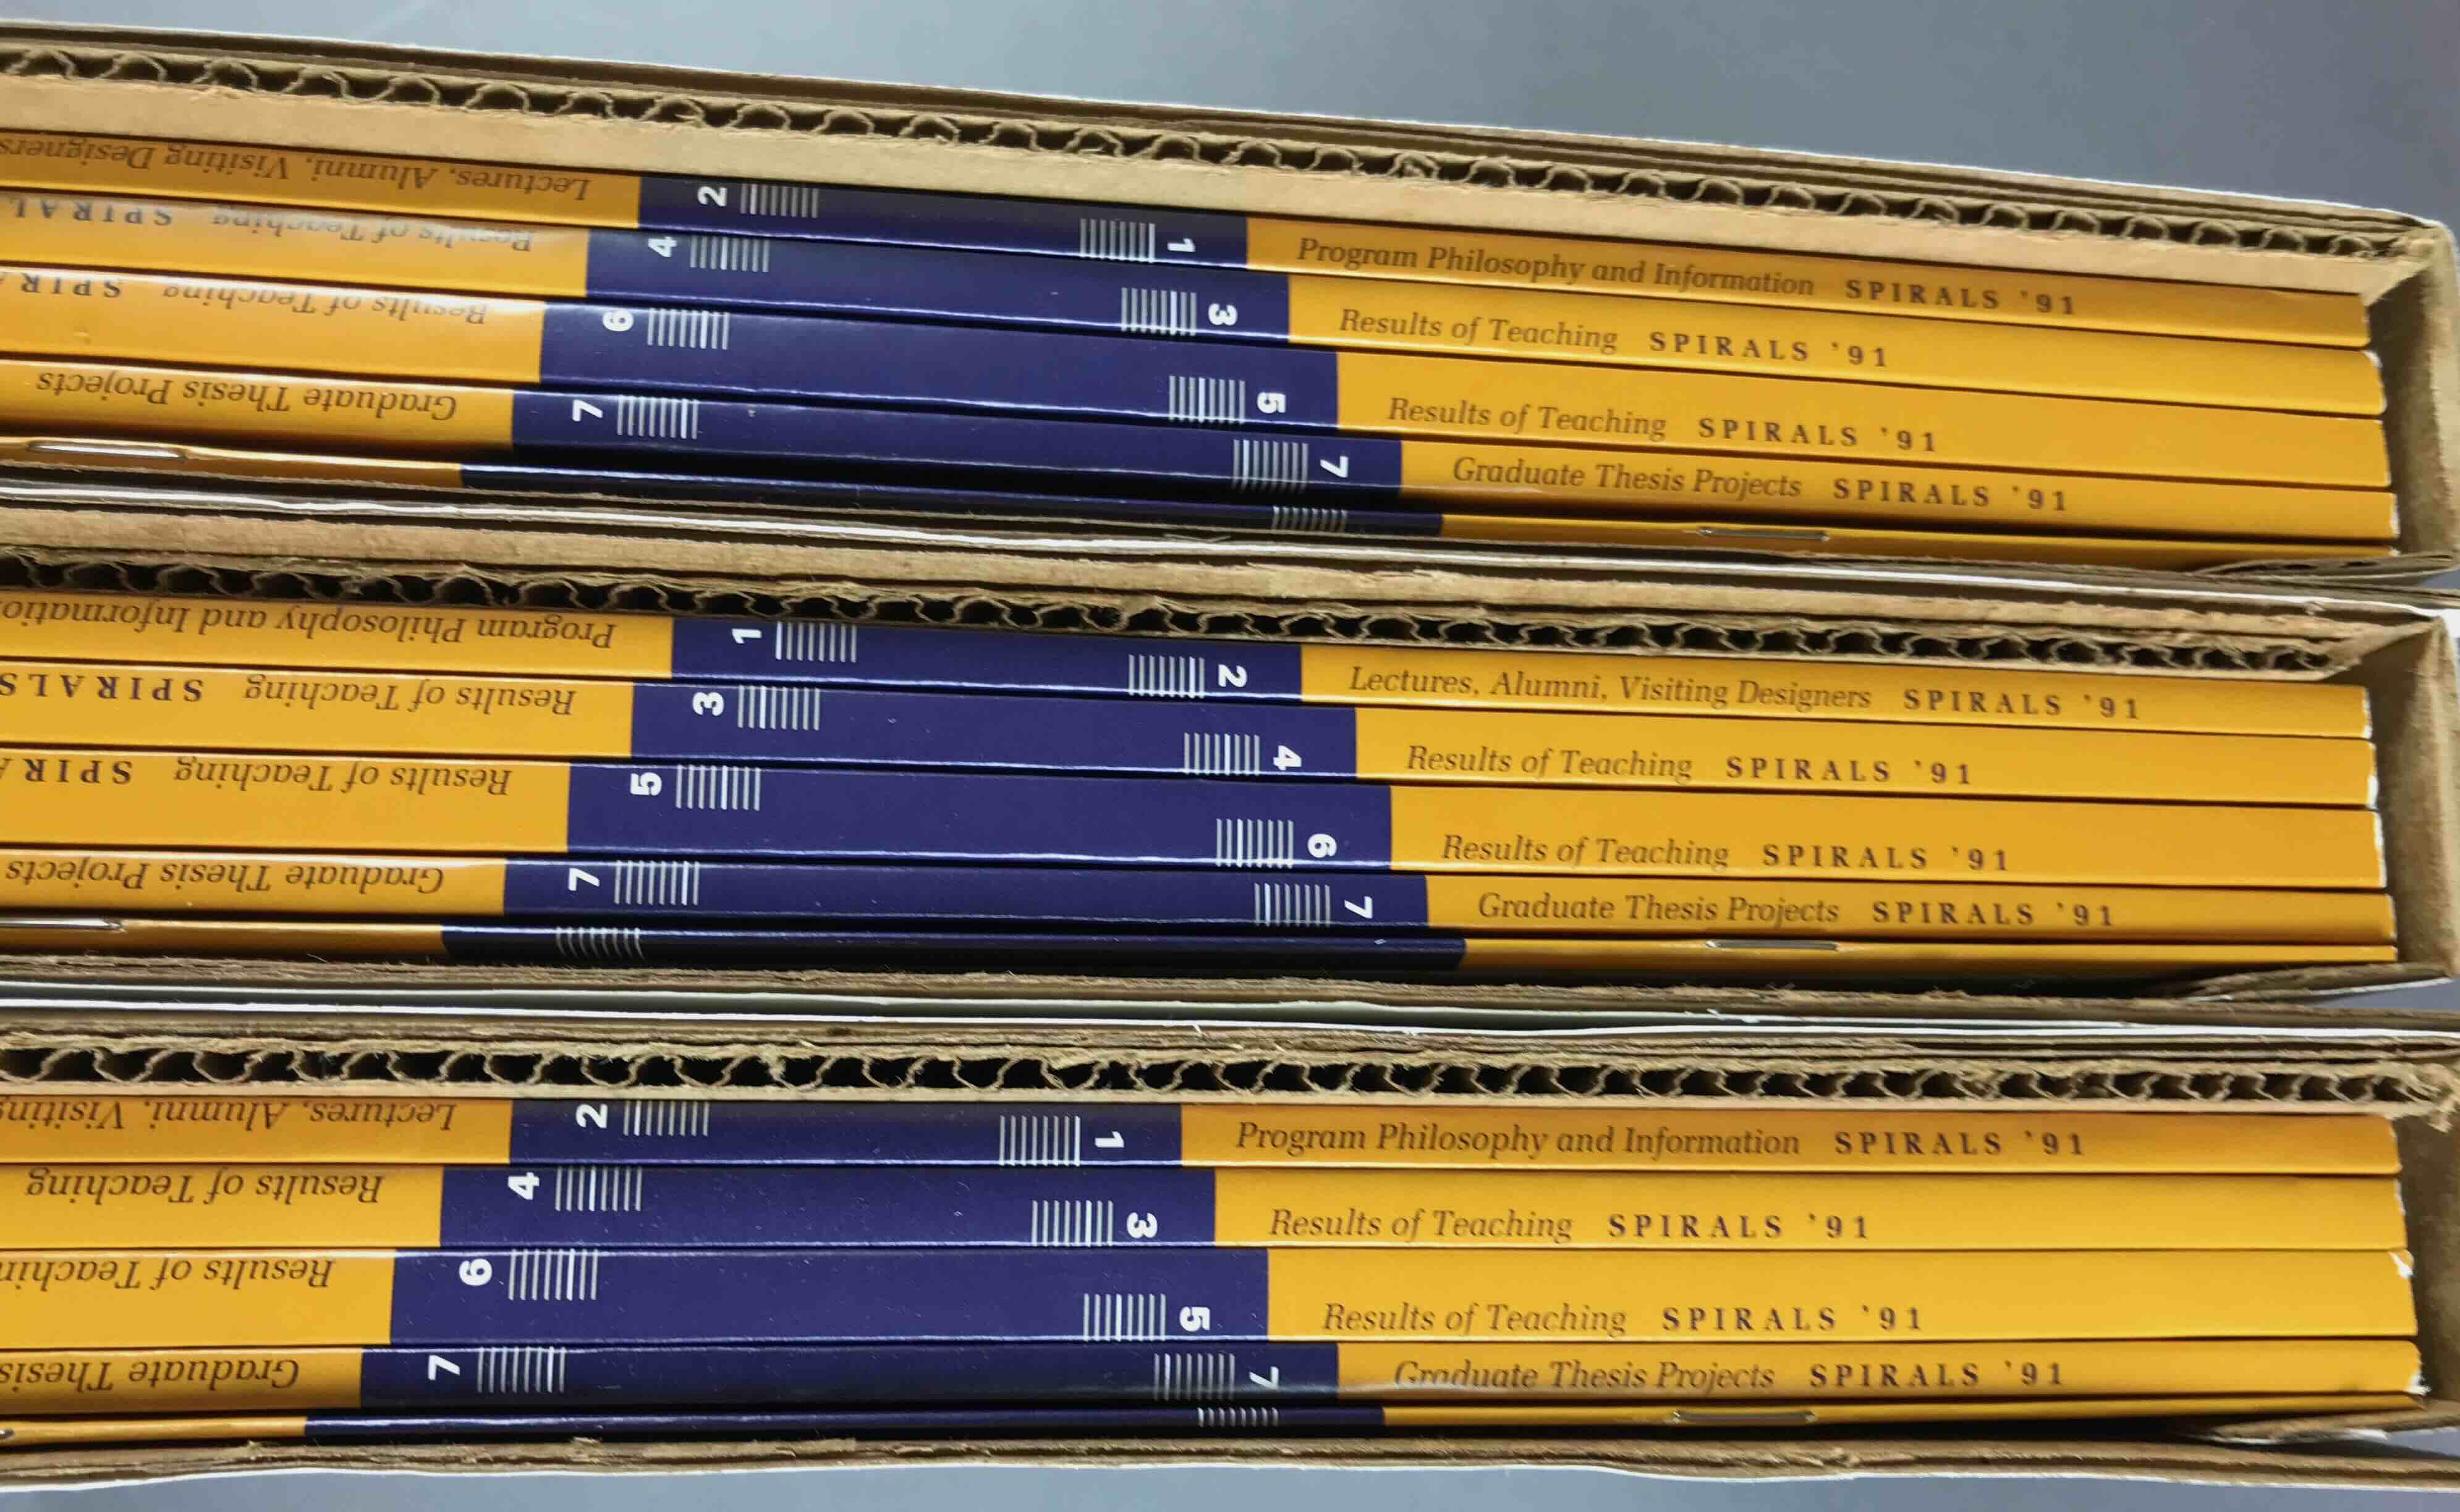 Lectures, Alumni, Visiting Designers 2
1 Program Philosophy and Information SPIRALS '91
Results of Teaching SPIRAL 4
3 Results of Teaching SPIRALS '91
Results of Teaching SPIR 6
5 Results of Teaching SPIRALS '91
Graduate Thesis Projects 7
7 Graduate Thesis Projects SPIRALS '91
Program Philosophy and Informatio 1
2 Lectures, Alumni, Visiting Designers SPIRALS '91
Results of Teaching SPIRALS 3
4 Results of Teaching SPIRALS '91
Results of Teaching SPIR 5
6 Results of Teaching SPIRALS '91
Graduate Thesis Projects 7
7 Graduate Thesis Projects SPIRALS '91
Lectures, Alumni, Visiting 2
1 Program Philosophy and Information SPIRALS '91
Results of Teaching 4
3 Results of Teaching SPIRALS '91
Results of Teachin 6
5 Results of Teaching SPIRALS '91
Graduate Thesis 7
7 Graduate Thesis Projects SPIRALS '91